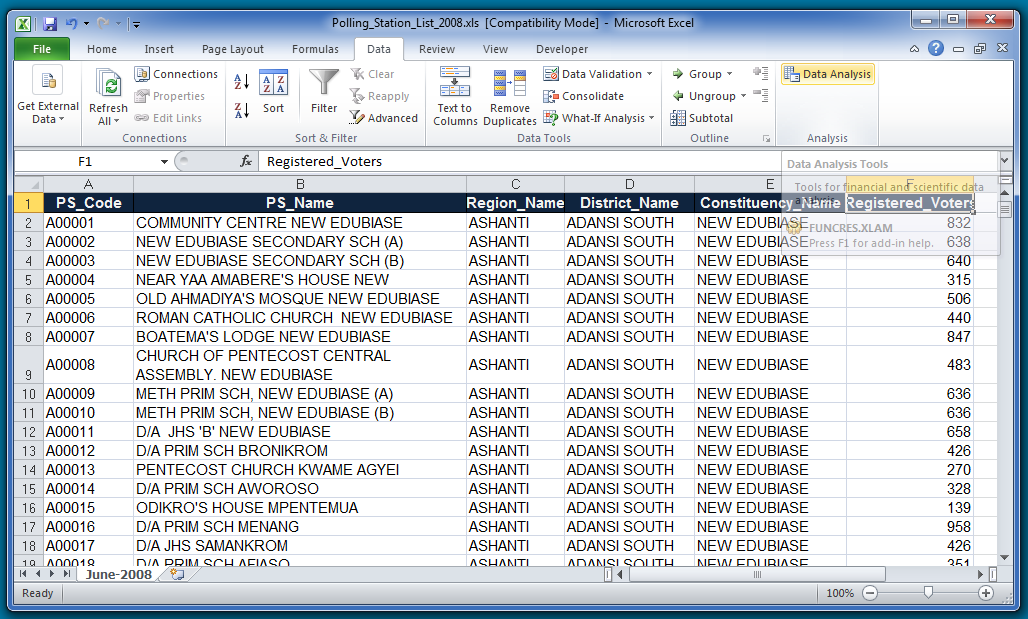 Polling_Station_List_2008.xls [Compatibility Mode] - Microsoft Excel
File Home Insert Page Layout Formulas Data Review View Developer
Get External Data
Refresh All
Connections
Properties
Edit Links
Connections
Sort
Filter
Clear
Reapply
Advanced
Sort & Filter
Text to Columns
Remove Duplicates
Data Validation
Consolidate
What-If Analysis
Data Tools
Group
Ungroup
Subtotal
Outline
Data Analysis
Analysis
F1 fx Registered_Voters
Data Analysis Tools
Tools for financial and scientific data
analysis
FUNCRES.XLAM
Press F1 for add-in help.
A B C D E F
1 PS_Code PS_Name Region_Name District_Name Constituency_Name Registered_Voters
2 A00001 COMMUNITY CENTRE NEW EDUBIASE ASHANTI ADANSI SOUTH NEW EDUBIASE 832
3 A00002 NEW EDUBIASE SECONDARY SCH (A) ASHANTI ADANSI SOUTH NEW EDUBIASE 638
4 A00003 NEW EDUBIASE SECONDARY SCH (B) ASHANTI ADANSI SOUTH NEW EDUBIASE 640
5 A00004 NEAR YAA AMABERE'S HOUSE NEW ASHANTI ADANSI SOUTH NEW EDUBIASE 315
6 A00005 OLD AHMADIYA'S MOSQUE NEW EDUBIASE ASHANTI ADANSI SOUTH NEW EDUBIASE 506
7 A00006 ROMAN CATHOLIC CHURCH NEW EDUBIASE ASHANTI ADANSI SOUTH NEW EDUBIASE 440
8 A00007 BOATEMA'S LODGE NEW EDUBIASE ASHANTI ADANSI SOUTH NEW EDUBIASE 847
9 A00008 CHURCH OF PENTECOST CENTRAL ASSEMBLY. NEW EDUBIASE ASHANTI ADANSI SOUTH NEW EDUBIASE 483
10 A00009 METH PRIM SCH, NEW EDUBIASE (A) ASHANTI ADANSI SOUTH NEW EDUBIASE 636
11 A00010 METH PRIM SCH, NEW EDUBIASE (B) ASHANTI ADANSI SOUTH NEW EDUBIASE 636
12 A00011 D/A JHS 'B' NEW EDUBIASE ASHANTI ADANSI SOUTH NEW EDUBIASE 658
13 A00012 D/A PRIM SCH BRONIKROM ASHANTI ADANSI SOUTH NEW EDUBIASE 426
14 A00013 PENTECOST CHURCH KWAME AGYEI ASHANTI ADANSI SOUTH NEW EDUBIASE 270
15 A00014 D/A PRIM SCH AWOROSO ASHANTI ADANSI SOUTH NEW EDUBIASE 328
16 A00015 ODIKRO'S HOUSE MPENTEMUA ASHANTI ADANSI SOUTH NEW EDUBIASE 139
17 A00016 D/A PRIM SCH MENANG ASHANTI ADANSI SOUTH NEW EDUBIASE 958
18 A00017 D/A JHS SAMANKROM ASHANTI ADANSI SOUTH NEW EDUBIASE 426
19 A00018 D/A PRIM SCH AFIASO ASHANTI ADANSI SOUTH NEW EDUBIASE 351
June-2008
Ready 100%